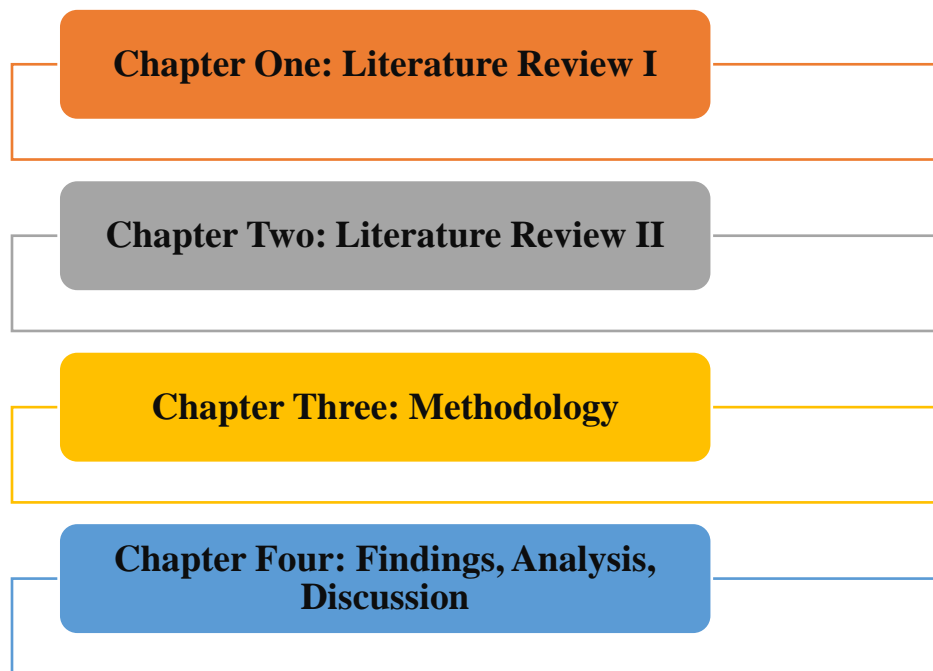 Chapter One: Literature Review I
Chapter Two: Literature Review II
Chapter Three: Methodology
Chapter Four: Findings, Analysis,
Discussion